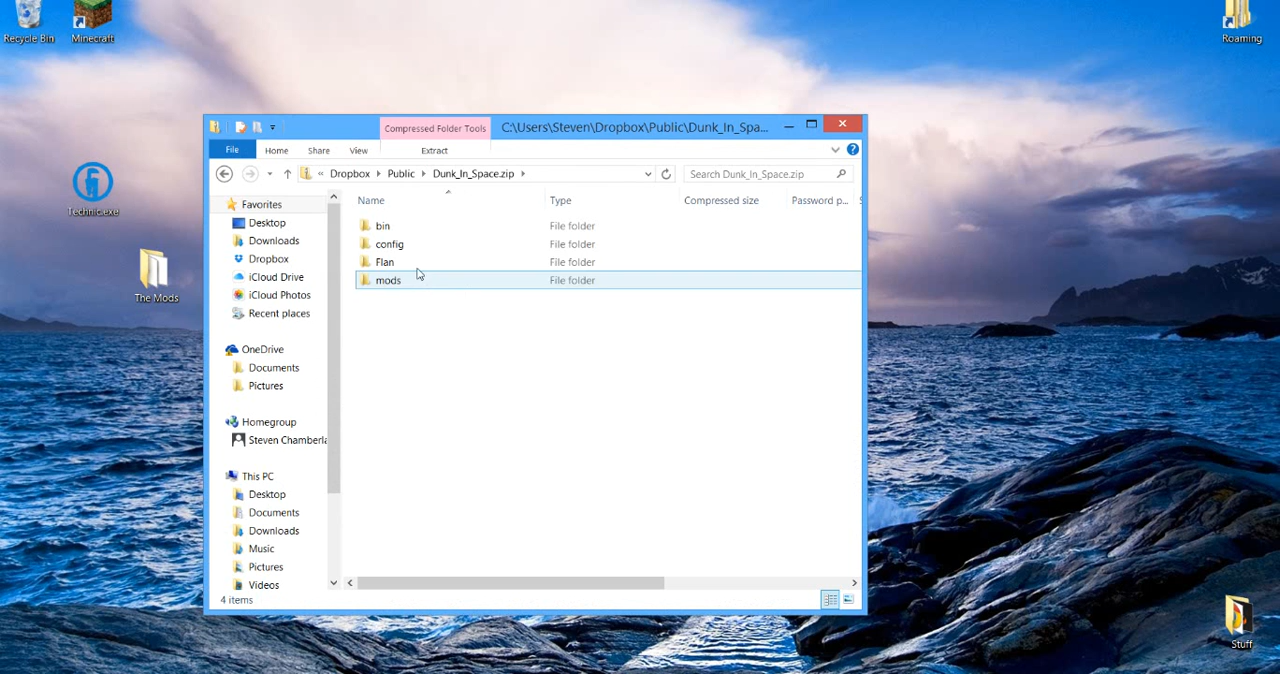 Recycle Bin
Minecraft
Roaming
Technic.exe
The Mods
Stuff
Compressed Folder Tools
C:\Users\Steven\Dropbox\Public\Dunk_In_Spa...
File
Home
Share
View
Extract
« Dropbox Public Dunk_In_Space.zip
Search Dunk_In_Space.zip
Name Type Compressed size Password p...
Favorites
Desktop
Downloads
Dropbox
iCloud Drive
iCloud Photos
Recent places
OneDrive
Documents
Pictures
Homegroup
Steven Chamberla
This PC
Desktop
Documents
Downloads
Music
Pictures
Videos
bin File folder
config File folder
Flan File folder
mods File folder
4 items